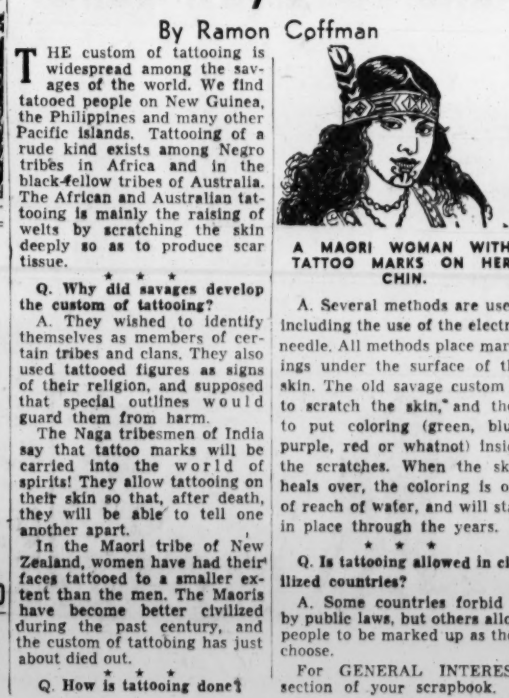 By Ramon Coffman
THE custom of tattooing is
widespread among the sav-
ages of the world. We find
tatooed people on New Guinea,
the Philippines and many other
Pacific islands. Tattooing of a
rude kind exists among Negro
tribes in Africa and in the
black-fellow tribes of Australia.
The African and Australian tat-
tooing is mainly the raising of
welts by scratching the skin
deeply so as to produce scar
tissue.
★ ★ ★
Q. Why did savages develop
the custom of tattooing?
A. They wished to identify
themselves as members of cer-
tain tribes and clans. They also
used tattooed figures as signs
of their religion, and supposed
that special outlines would
guard them from harm.
The Naga tribesmen of India
say that tattoo marks will be
carried into the world of
spirits! They allow tattooing on
their skin so that, after death,
they will be able to tell one
another apart.
In the Maori tribe of New
Zealand, women have had their
faces tattooed to a smaller ex-
tent than the men. The Maoris
have become better civilized
during the past century, and
the custom of tattooing has just
about died out.
★ ★ ★
Q. How is tattooing done?
A MAORI WOMAN WITH
TATTOO MARKS ON HER
CHIN.
A. Several methods are use
including the use of the electr
needle. All methods place mar
ings under the surface of t
skin. The old savage custom
to scratch the skin, and the
to put coloring (green, blu
purple, red or whatnot) insi
the scratches. When the sk
heals over, the coloring is o
of reach of water, and will sta
in place through the years.
★ ★ ★
Q. Is tattooing allowed in ci
ilized countries?
A. Some countries forbid
by public laws, but others allo
people to be marked up as the
choose.
For GENERAL INTERES
section of your scrapbook.